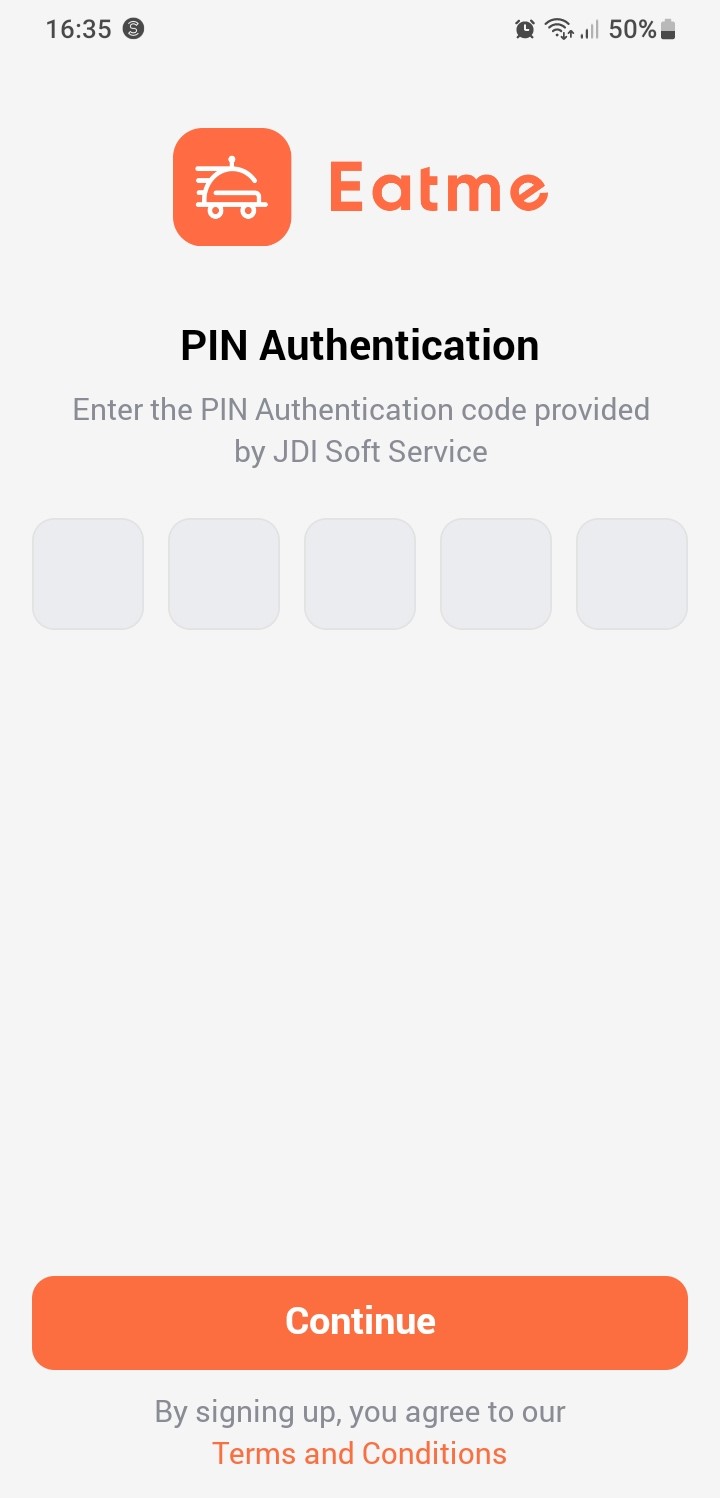 16:35
50%
Eatme
PIN Authentication
Enter the PIN Authentication code provided
by JDI Soft Service
Continue
By signing up, you agree to our
Terms and Conditions